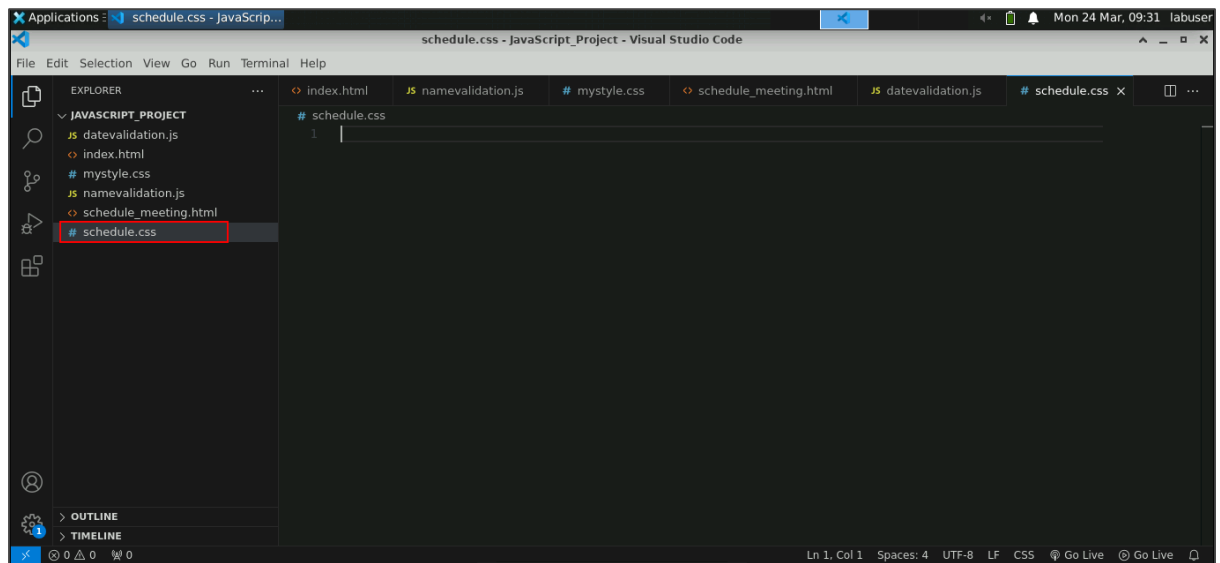 Applications schedule.css - JavaScrip... Mon 24 Mar, 09:31 labuser
schedule.css - JavaScript_Project - Visual Studio Code
File Edit Selection View Go Run Terminal Help
EXPLORER ... index.html JS namevalidation.js # mystyle.css schedule_meeting.html JS datevalidation.js # schedule.css ...
JAVASCRIPT_PROJECT
# schedule.css
JS datevalidation.js
1
index.html
# mystyle.css
JS namevalidation.js
schedule_meeting.html
# schedule.css
OUTLINE
1
TIMELINE
0 0 0 Ln 1, Col 1 Spaces: 4 UTF-8 LF CSS Go Live Go Live